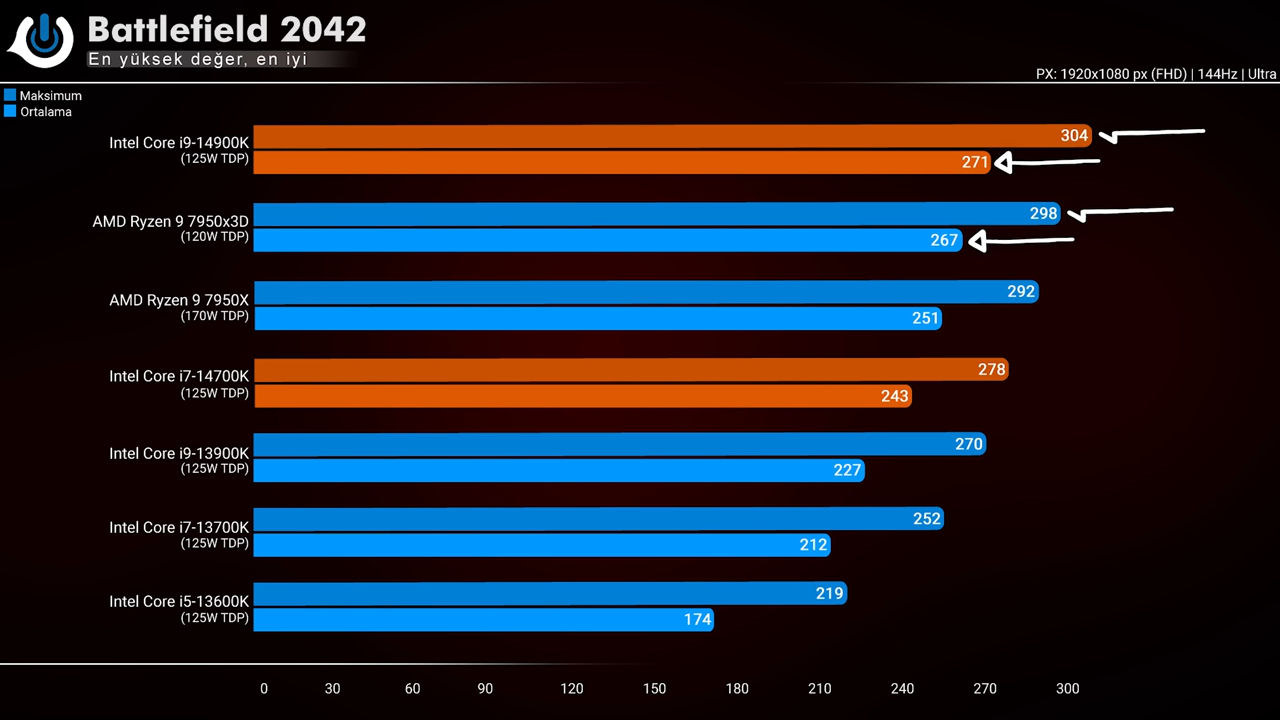 Battlefield 2042
En yüksek değer, en iyi
PX: 1920x1080 px (FHD) | 144Hz | Ultra
Maksimum
Ortalama
Intel Core i9-14900K
(125W TDP)
304
271
AMD Ryzen 9 7950x3D
(120W TDP)
298
267
AMD Ryzen 9 7950X
(170W TDP)
292
251
Intel Core i7-14700K
(125W TDP)
278
243
Intel Core i9-13900K
(125W TDP)
270
227
Intel Core i7-13700K
(125W TDP)
252
212
Intel Core i5-13600K
(125W TDP)
219
174
0 30 60 90 120 150 180 210 240 270 300